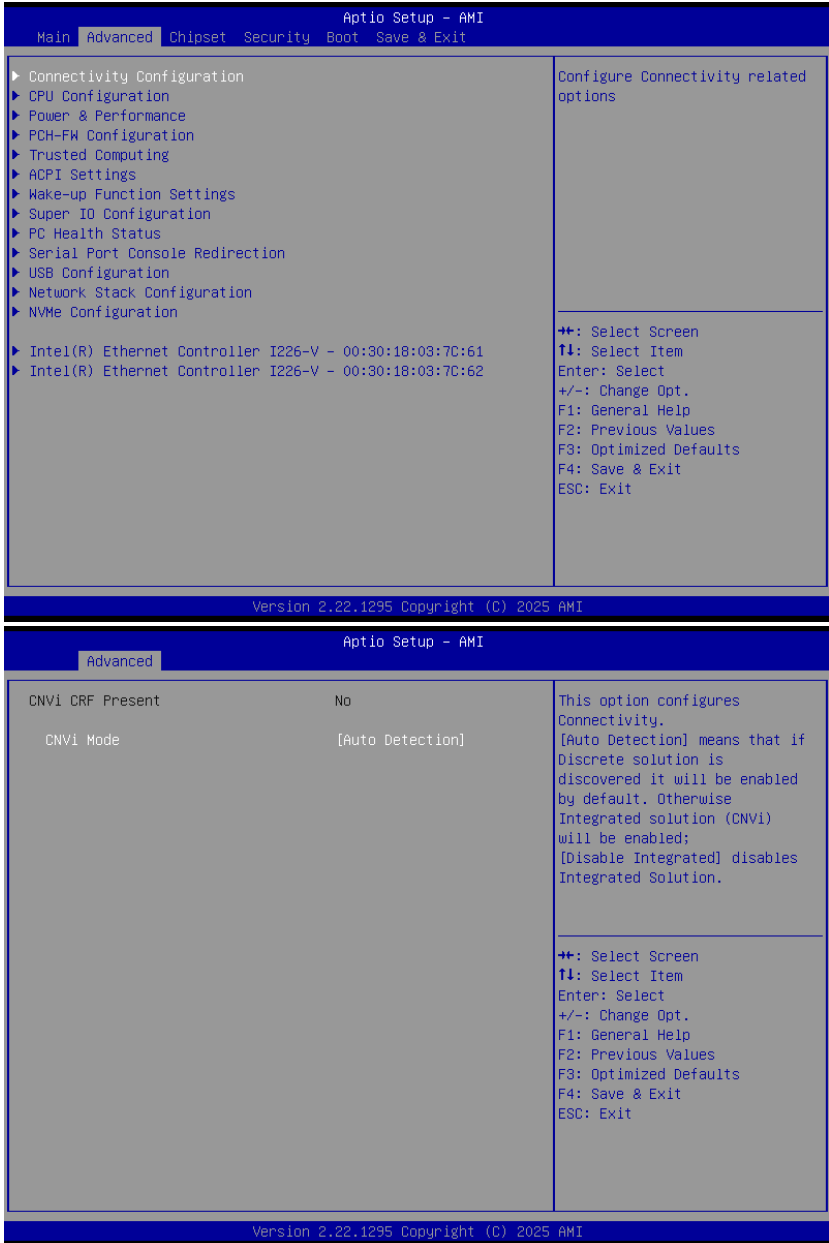 Aptio Setup - AMI
Main Advanced Chipset Security Boot Save & Exit
▶ Connectivity Configuration
▶ CPU Configuration
▶ Power & Performance
▶ PCH-FW Configuration
▶ Trusted Computing
▶ ACPI Settings
▶ Wake-up Function Settings
▶ Super IO Configuration
▶ PC Health Status
▶ Serial Port Console Redirection
▶ USB Configuration
▶ Network Stack Configuration
▶ NVMe Configuration
▶ Intel(R) Ethernet Controller I226-V - 00:30:18:03:7C:61
▶ Intel(R) Ethernet Controller I226-V - 00:30:18:03:7C:62
Configure Connectivity related
options
→←: Select Screen
↑↓: Select Item
Enter: Select
+/-: Change Opt.
F1: General Help
F2: Previous Values
F3: Optimized Defaults
F4: Save & Exit
ESC: Exit
Version 2.22.1295 Copyright (C) 2025 AMI
Aptio Setup - AMI
Advanced
CNVi CRF Present No
CNVi Mode [Auto Detection]
This option configures
Connectivity.
[Auto Detection] means that if
Discrete solution is
discovered it will be enabled
by default. Otherwise
Integrated solution (CNVi)
will be enabled;
[Disable Integrated] disables
Integrated Solution.
→←: Select Screen
↑↓: Select Item
Enter: Select
+/-: Change Opt.
F1: General Help
F2: Previous Values
F3: Optimized Defaults
F4: Save & Exit
ESC: Exit
Version 2.22.1295 Copyright (C) 2025 AMI